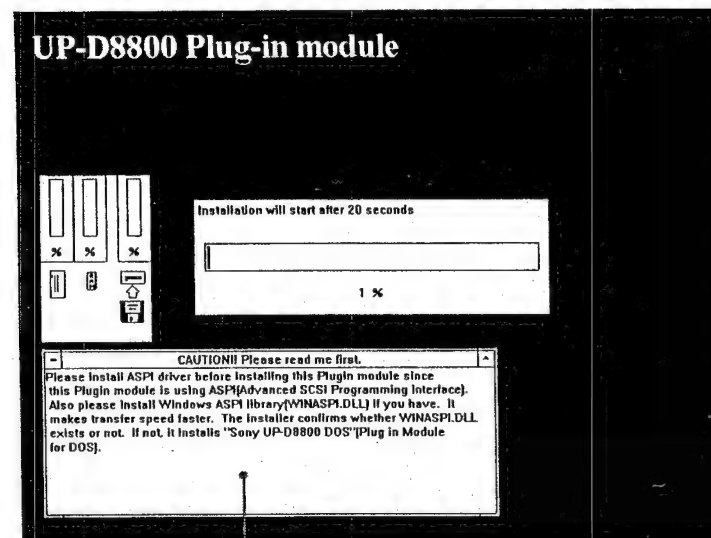 UP-D8800 Plug-in module
Installation will start after 20 seconds
% % %
1 %
CAUTION!! Please read me first.
Please install ASPI driver before installing this Plugin module since
this Plugin module is using ASPI(Advanced SCSI Programming Interface).
Also please install Windows ASPI library(WINASPI.DLL) if you have. It
makes transfer speed faster. The installer confirms whether WINASPI.DLL
exists or not. If not, it installs "Sony UP-D8800 DOS"(Plug in Module
for DOS).